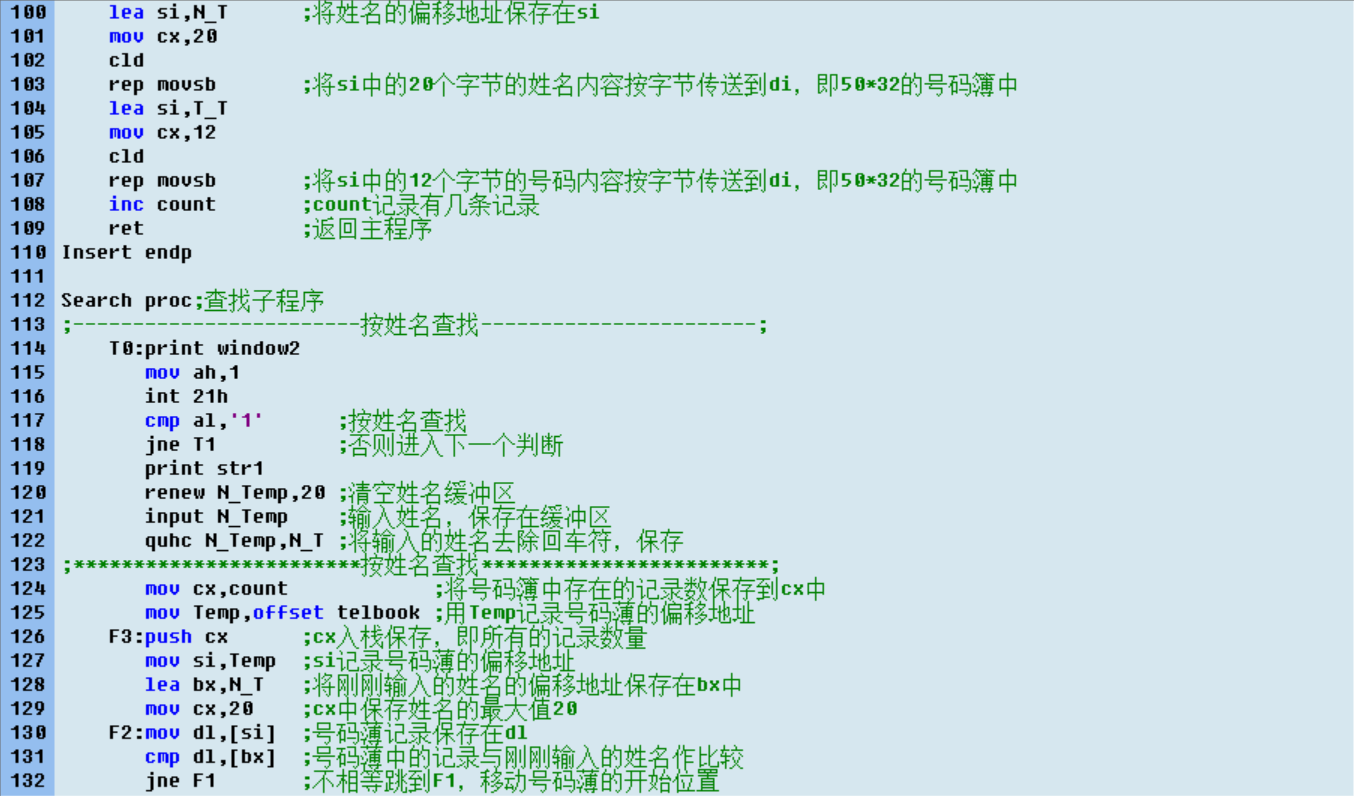 100 lea si,N_T ;将姓名的偏移地址保存在si
101 mov cx,20
102 cld
103 rep movsb ;将si中的20个字节的姓名内容按字节传送到di, 即50*32的号码簿中
104 lea si,T_T
105 mov cx,12
106 cld
107 rep movsb ;将si中的12个字节的号码内容按字节传送到di, 即50*32的号码簿中
108 inc count ;count记录有几条记录
109 ret ;返回主程序
110 Insert endp
111
112 Search proc;查找子程序
113 ;------------------------按姓名查找-----------------------;
114 T0:print window2
115 mov ah,1
116 int 21h
117 cmp al,'1' ;按姓名查找
118 jne T1 ;否则进入下一个判断
119 print str1
120 renew N_Temp,20 ;清空姓名缓冲区
121 input N_Temp ;输入姓名, 保存在缓冲区
122 quhc N_Temp,N_T ;将输入的姓名去除回车符, 保存
123 ;************************按姓名查找************************;
124 mov cx,count ;将号码簿中存在的记录数保存到cx中
125 mov Temp,offset telbook ;用Temp记录号码薄的偏移地址
126 F3:push cx ;cx入栈保存, 即所有的记录数量
127 mov si,Temp ;si记录号码薄的偏移地址
128 lea bx,N_T ;将刚刚输入的姓名的偏移地址保存在bx中
129 mov cx,20 ;cx中保存姓名的最大值20
130 F2:mov dl,[si] ;号码薄记录保存在dl
131 cmp dl,[bx] ;号码薄中的记录与刚刚输入的姓名作比较
132 jne F1 ;不相等跳到F1, 移动号码薄的开始位置